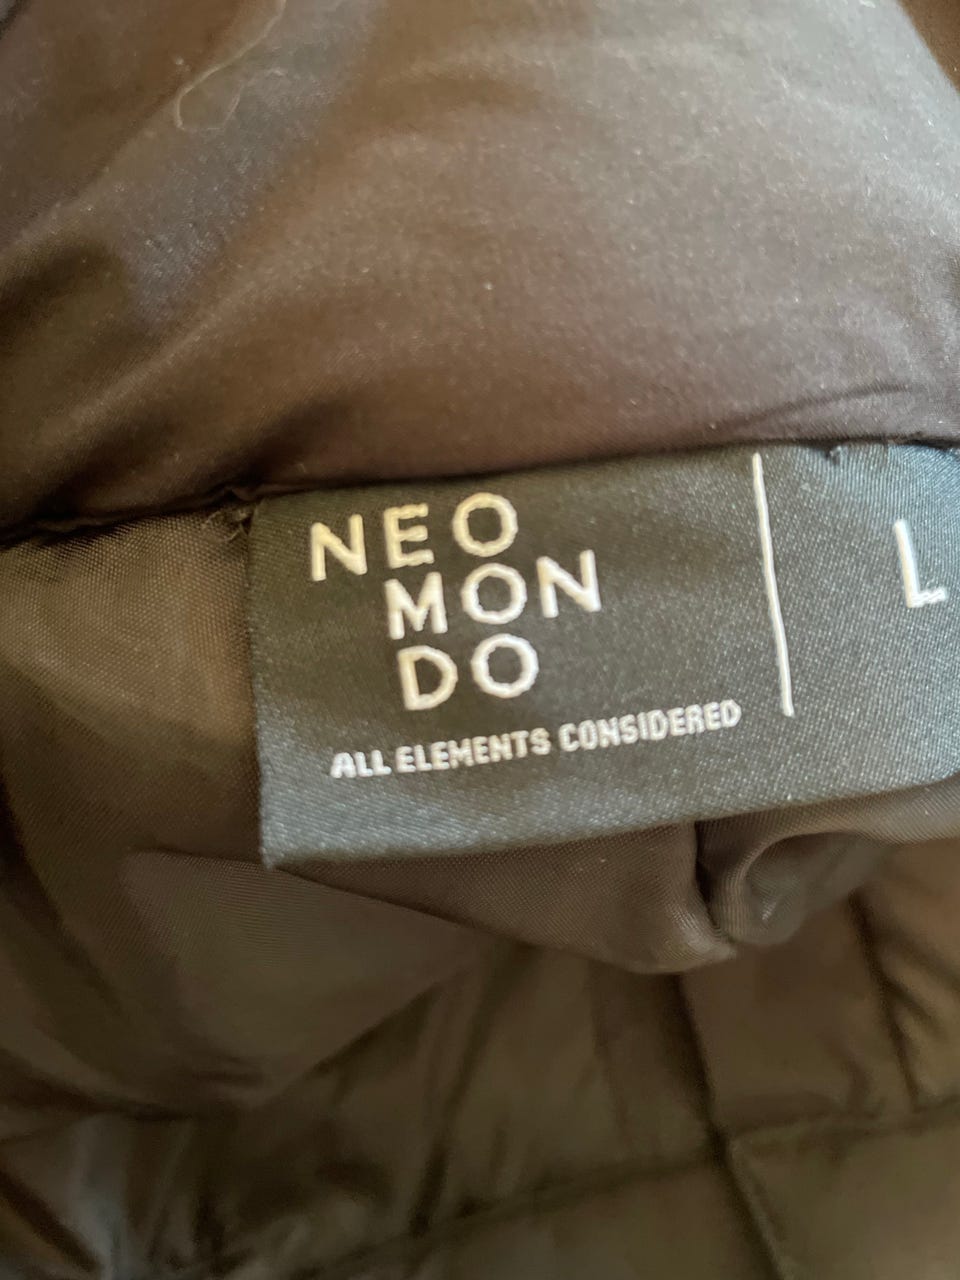 NEO
MON
DO
ALL ELEMENTS CONSIDERED
L